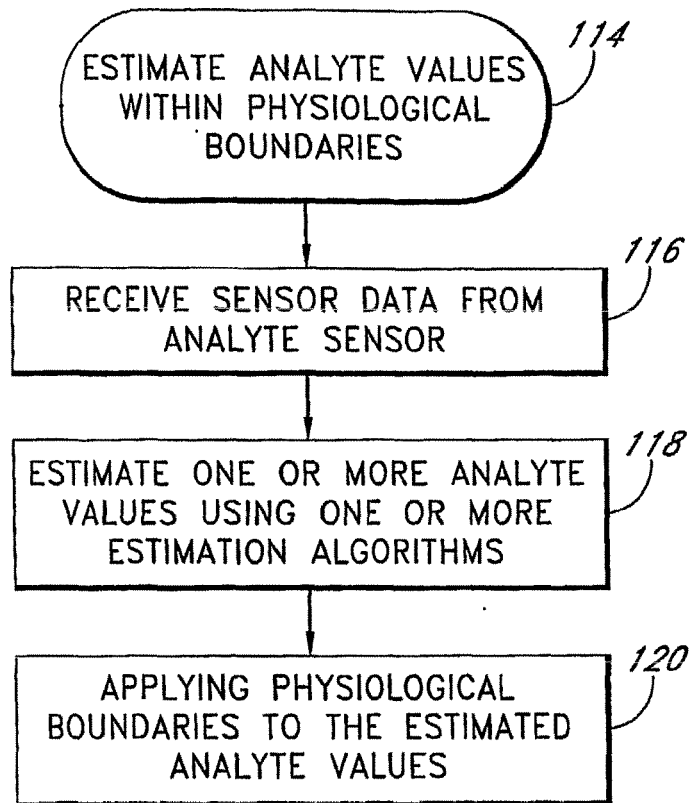 114
ESTIMATE ANALYTE VALUES
WITHIN PHYSIOLOGICAL
BOUNDARIES
116
RECEIVE SENSOR DATA FROM
ANALYTE SENSOR
118
ESTIMATE ONE OR MORE ANALYTE
VALUES USING ONE OR MORE
ESTIMATION ALGORITHMS
120
APPLYING PHYSIOLOGICAL
BOUNDARIES TO THE ESTIMATED
ANALYTE VALUES